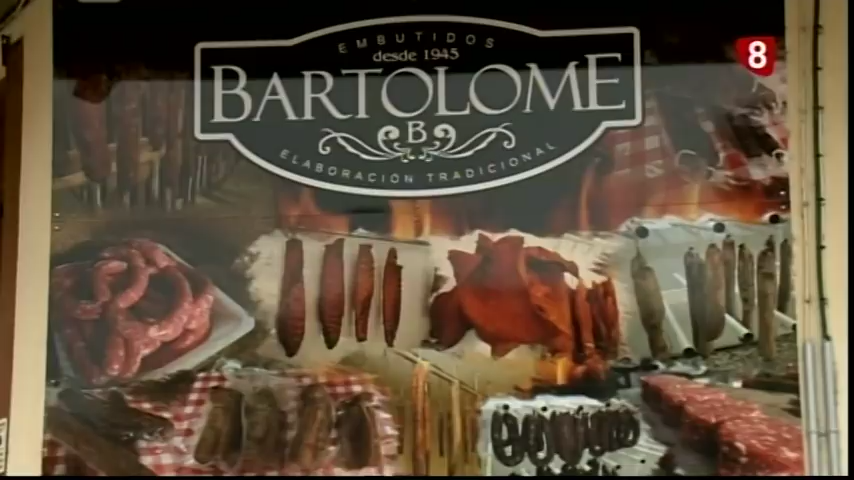 EMBUTIDOS
desde 1945
BARTOLOME
B
ELABORACIÓN TRADICIONAL
8